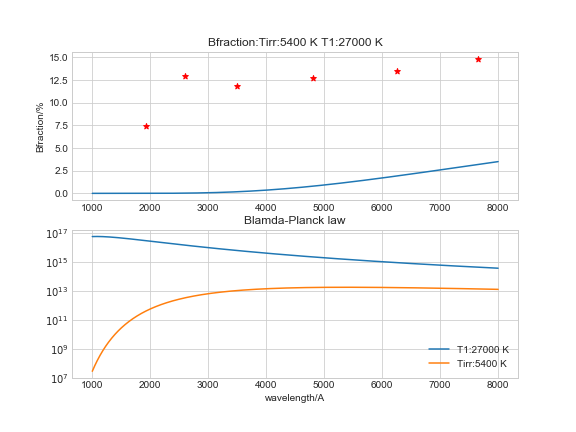 Bfraction:Tirr:5400 K T1:27000 K
Bfraction/%
15.0
12.5
10.0
7.5
5.0
2.5
0.0
1000 2000 3000 4000 5000 6000 7000 8000
Blamda-Planck law
10^17
10^15
10^13
10^11
10^9
10^7
T1:27000 K
Tirr:5400 K
1000 2000 3000 4000 5000 6000 7000 8000
wavelength/A